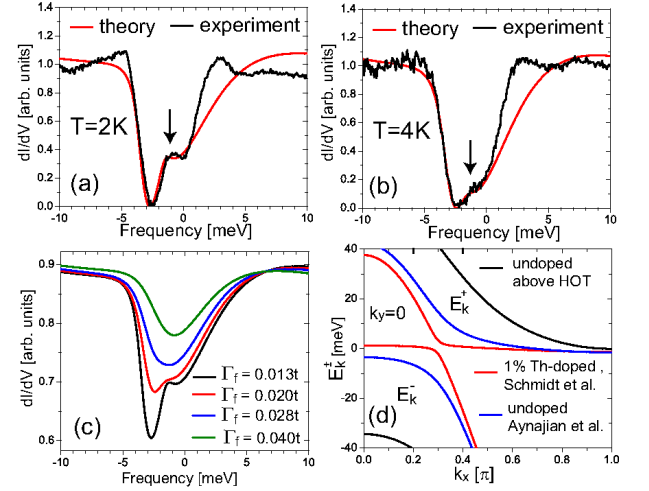 theory experiment
dI/dV [arb. units]
1.4
1.2
1.0
0.8
0.6
0.4
0.2
0.0
T=2K
(a)
-10 -5 0 5 10
Frequency [meV]
theory experiment
dI/dV [arb. units]
1.4
1.2
1.0
0.8
0.6
0.4
0.2
0.0
T=4K
(b)
-10 -5 0 5 10
Frequency [meV]
dI/dV [arb. units]
0.9
0.8
0.7
0.6
Γf = 0.013t
Γf = 0.020t
Γf = 0.028t
Γf = 0.040t
(c)
-10 -5 0 5 10
Frequency [meV]
Ek± [meV]
40
20
0
-20
-40
undoped
above HOT
Ek+
ky=0
1% Th-doped ,
Schmidt et al.
Ek-
undoped
Aynajian et al.
(d)
0.0 0.2 0.4 0.6 0.8 1.0
kx [π]